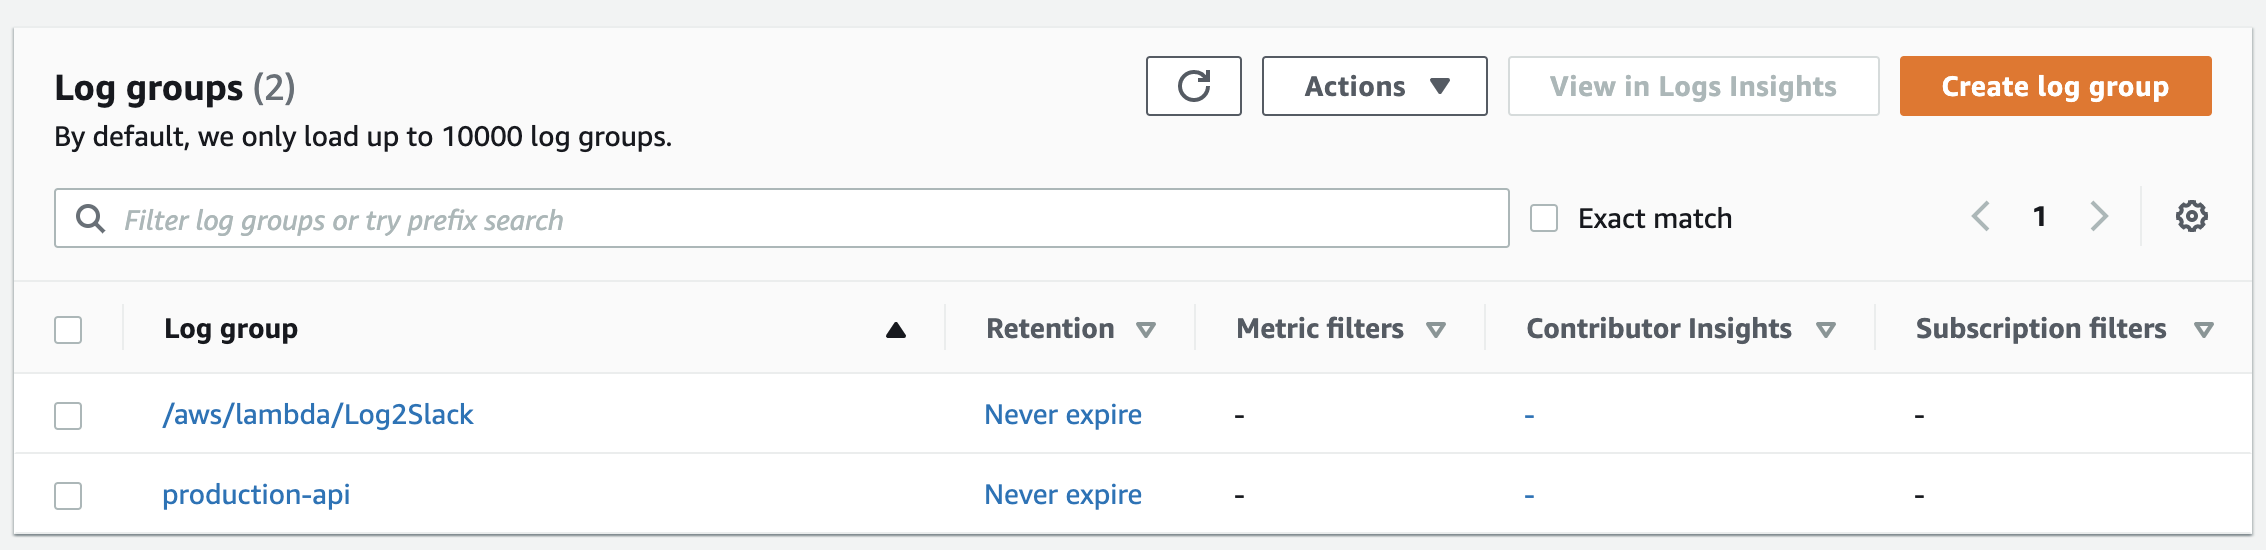 Log groups (2)
Actions
View in Logs Insights
Create log group
By default, we only load up to 10000 log groups.
Filter log groups or try prefix search
Exact match
1
Log group
Retention
Metric filters
Contributor Insights
Subscription filters
/aws/lambda/Log2Slack
Never expire
-
-
-
production-api
Never expire
-
-
-